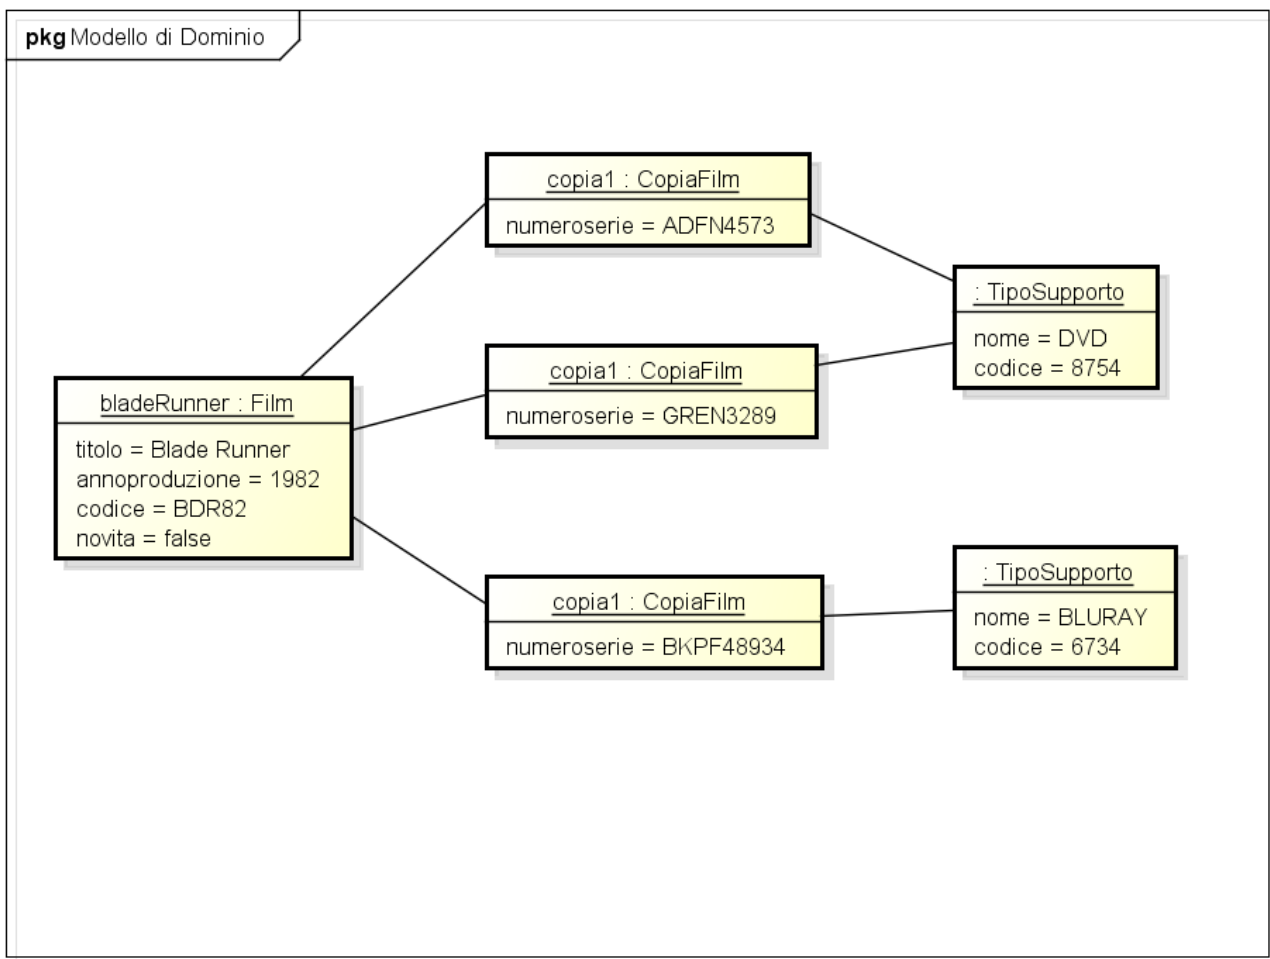 pkg Modello di Dominio
copia1 : CopiaFilm
numeroserie = ADFN4573
: TipoSupporto
nome = DVD
codice = 8754
copia1 : CopiaFilm
numeroserie = GREN3289
bladeRunner : Film
titolo = Blade Runner
annoproduzione = 1982
codice = BDR82
novita = false
copia1 : CopiaFilm
numeroserie = BKPF48934
: TipoSupporto
nome = BLURAY
codice = 6734